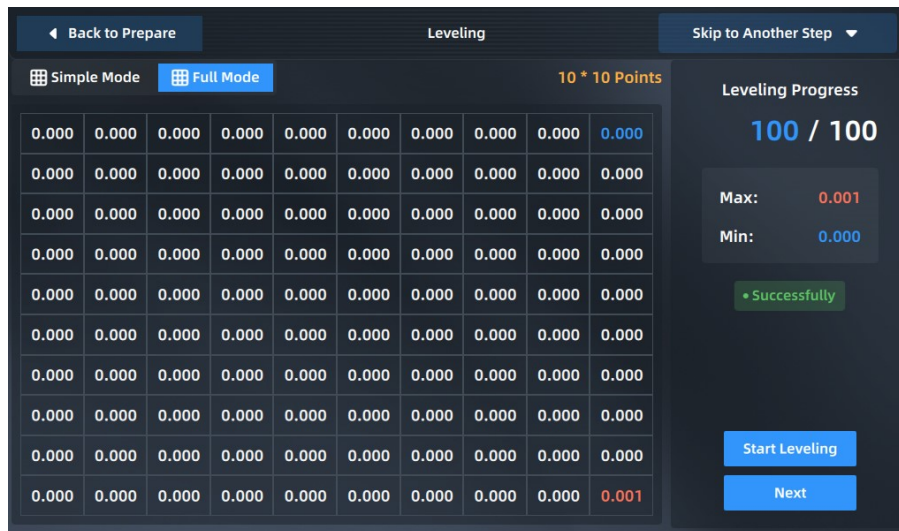 Back to Prepare
Leveling
Skip to Another Step
Simple Mode
Full Mode
10 * 10 Points
0.000 0.000 0.000 0.000 0.000 0.000 0.000 0.000 0.000 0.000
0.000 0.000 0.000 0.000 0.000 0.000 0.000 0.000 0.000 0.000
0.000 0.000 0.000 0.000 0.000 0.000 0.000 0.000 0.000 0.000
0.000 0.000 0.000 0.000 0.000 0.000 0.000 0.000 0.000 0.000
0.000 0.000 0.000 0.000 0.000 0.000 0.000 0.000 0.000 0.000
0.000 0.000 0.000 0.000 0.000 0.000 0.000 0.000 0.000 0.000
0.000 0.000 0.000 0.000 0.000 0.000 0.000 0.000 0.000 0.000
0.000 0.000 0.000 0.000 0.000 0.000 0.000 0.000 0.000 0.000
0.000 0.000 0.000 0.000 0.000 0.000 0.000 0.000 0.000 0.000
0.000 0.000 0.000 0.000 0.000 0.000 0.000 0.000 0.000 0.001
Leveling Progress
100 / 100
Max: 0.001
Min: 0.000
• Successfully
Start Leveling
Next